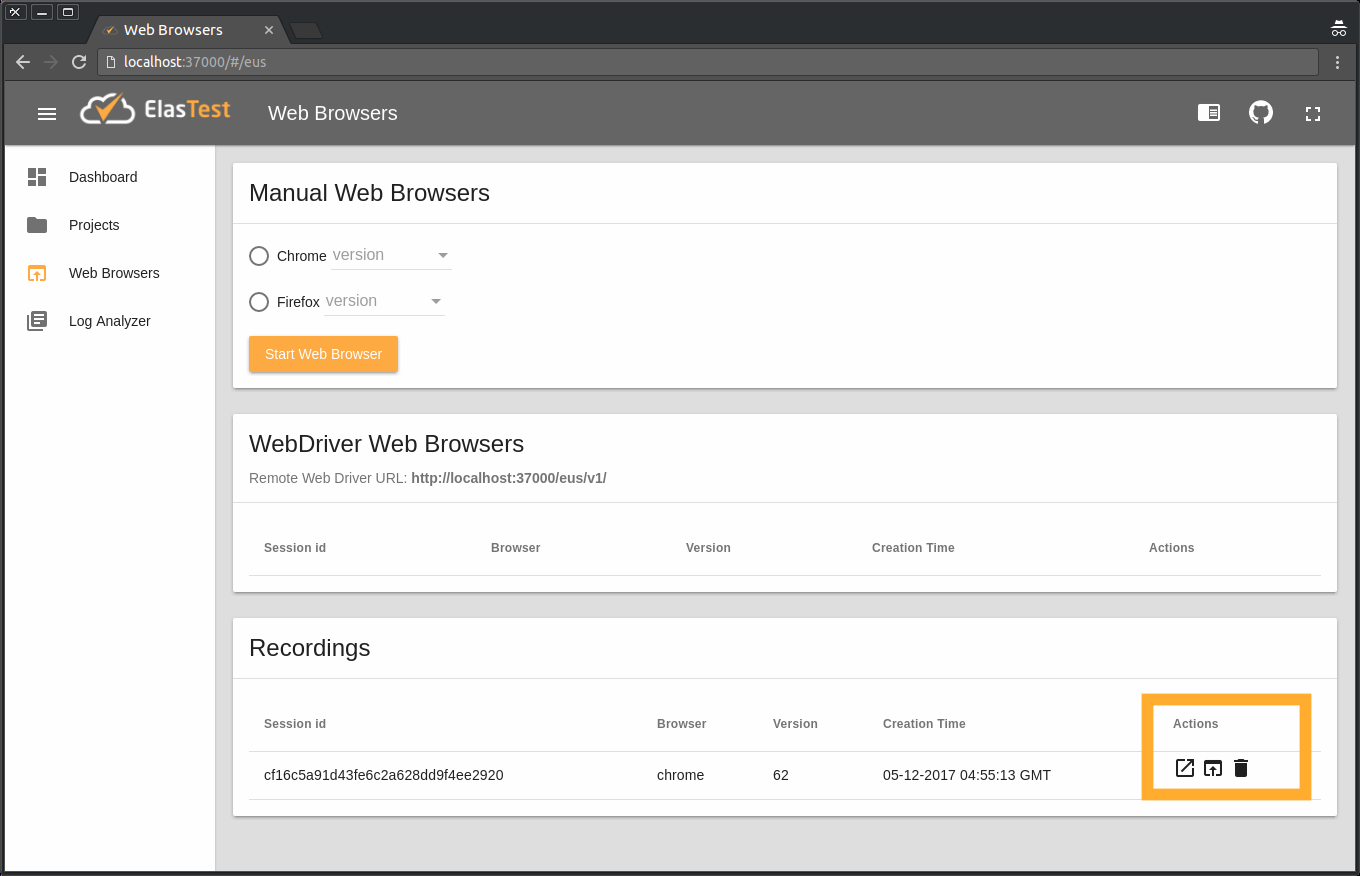 Web Browsers
localhost:37000/#/eus
ElasTest
Web Browsers
Dashboard
Projects
Web Browsers
Log Analyzer
Manual Web Browsers
Chrome version
Firefox version
Start Web Browser
WebDriver Web Browsers
Remote Web Driver URL: http://localhost:37000/eus/v1/
Session id Browser Version Creation Time Actions
Recordings
Session id Browser Version Creation Time Actions
cf16c5a91d43fe6c2a628dd9f4ee2920 chrome 62 05-12-2017 04:55:13 GMT